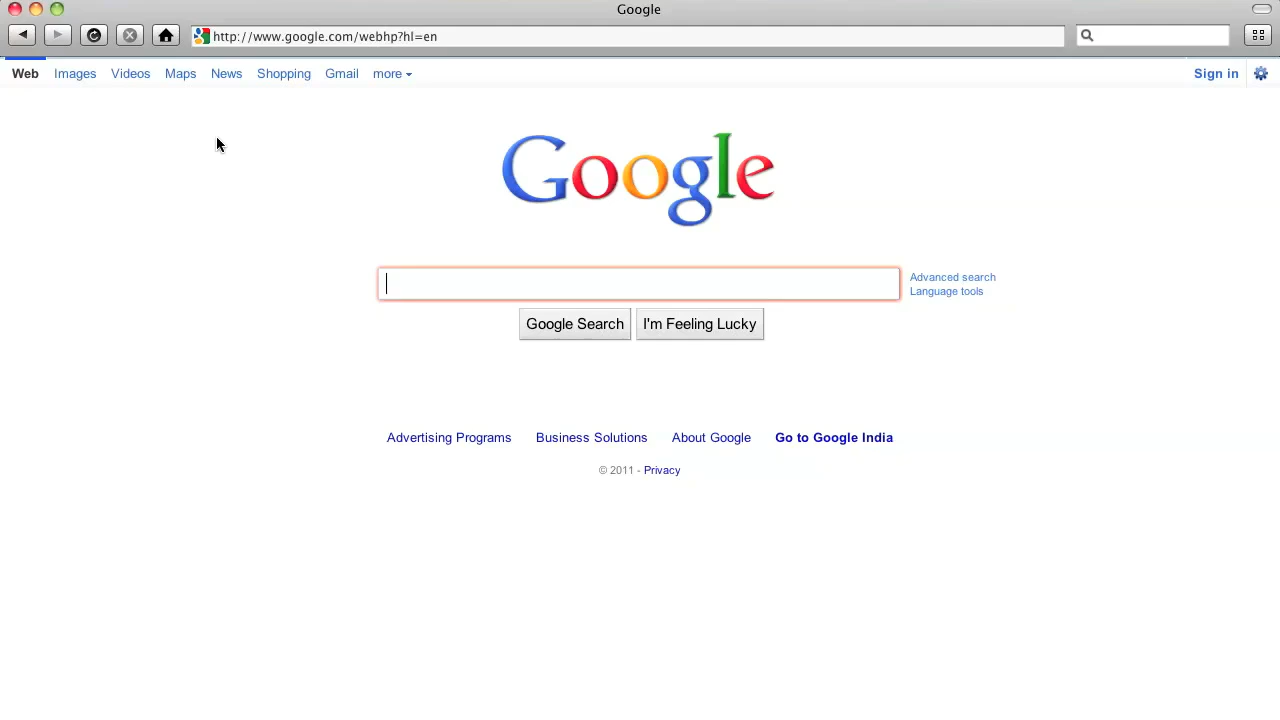 Google
http://www.google.com/webhp?hl=en
Web Images Videos Maps News Shopping Gmail more Sign in
Google
Advanced search
Language tools
Google Search I'm Feeling Lucky
Advertising Programs Business Solutions About Google Go to Google India
© 2011 - Privacy